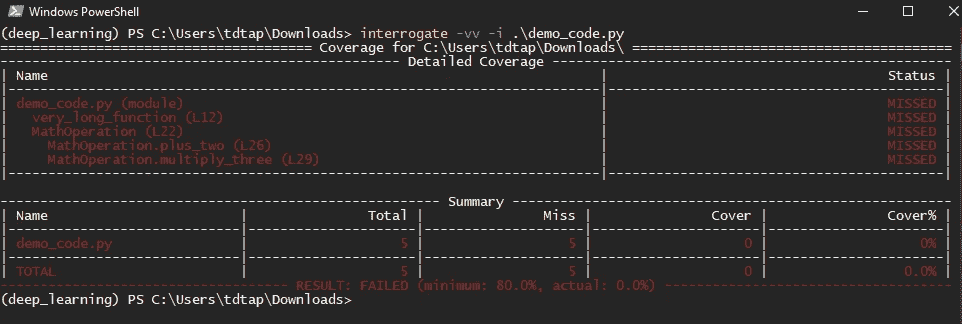 Windows PowerShell
(deep_learning) PS C:\Users\tdtap\Downloads> interrogate -vv -i .\demo_code.py
Coverage for C:\Users\tdtap\Downloads\
Detailed Coverage
| Name | Status |
| demo_code.py (module) | MISSED |
| very_long_function (L12) | MISSED |
| MathOperation (L22) | MISSED |
| MathOperation.plus_two (L26) | MISSED |
| MathOperation.multiply_three (L29) | MISSED |
Summary
| Name | Total | Miss | Cover | Cover% |
| demo_code.py | 5 | 5 | 0 | 0% |
| TOTAL | 5 | 5 | 0 | 0.0% |
RESULT: FAILED (minimum: 80.0%, actual: 0.0%)
(deep_learning) PS C:\Users\tdtap\Downloads>